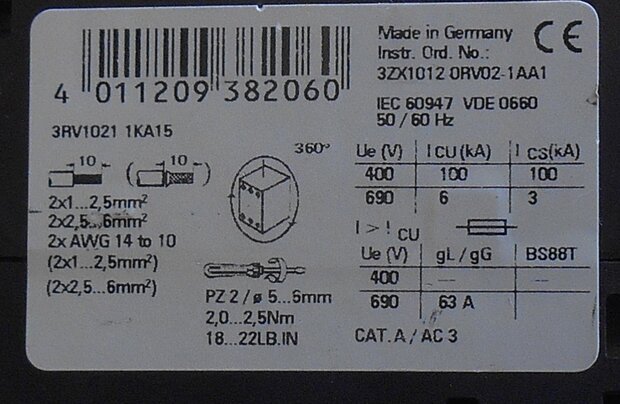 Made in Germany
Instr. Ord. No.:
3ZX1012 0RV02-1AA1
CE
4 011209 382060
IEC 60947 VDE 0660
50 / 60 Hz
3RV1021 1KA15
10
( 10 )
360°
Ue (V) ICU (kA) ICS (kA)
400 100 100
690 6 3
2x1...2,5mm²
2x2,5...6mm²
2x AWG 14 to 10
(2x1...2,5mm²)
(2x2,5...6mm²)
I > ICU
Ue (V) gL / gG BS88T
400 — —
690 63 A
PZ 2 / ø 5...6mm
2,0...2,5Nm
18...22LB.IN
CAT. A / AC 3